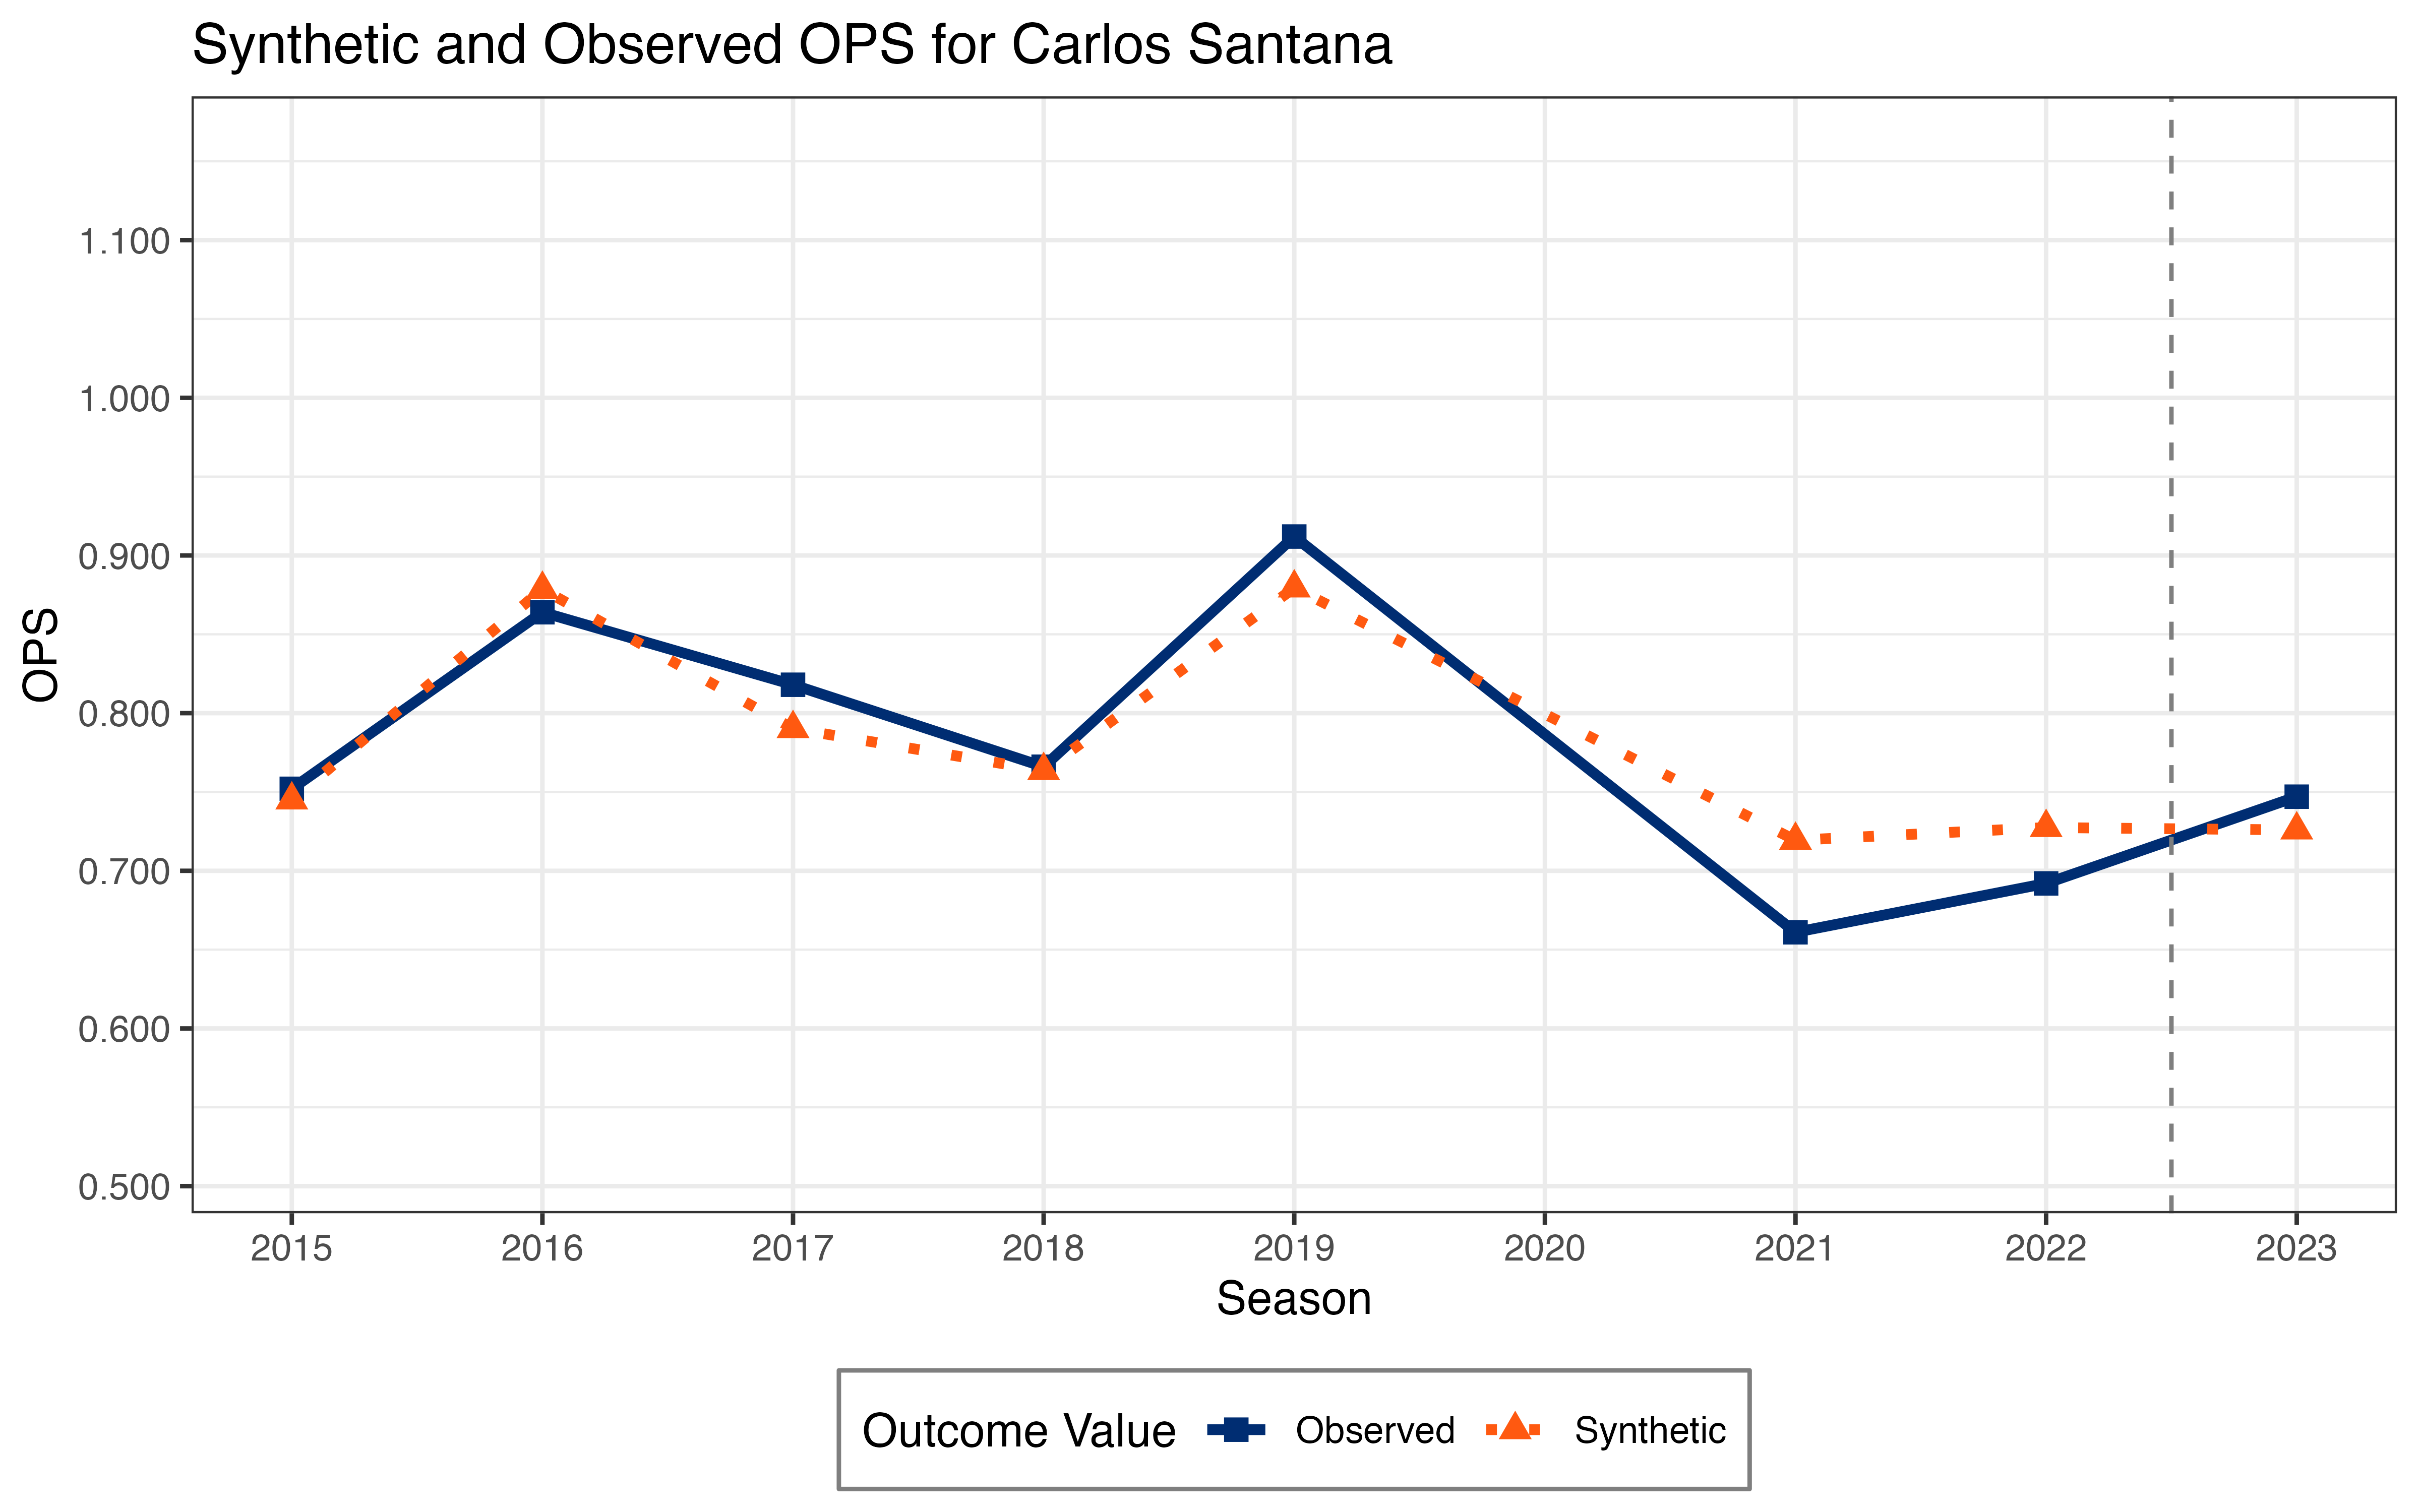 Synthetic and Observed OPS for Carlos Santana
1.100
1.000
0.900
0.800
0.700
0.600
0.500
OPS
2015 2016 2017 2018 2019 2020 2021 2022 2023
Season
Outcome Value Observed Synthetic